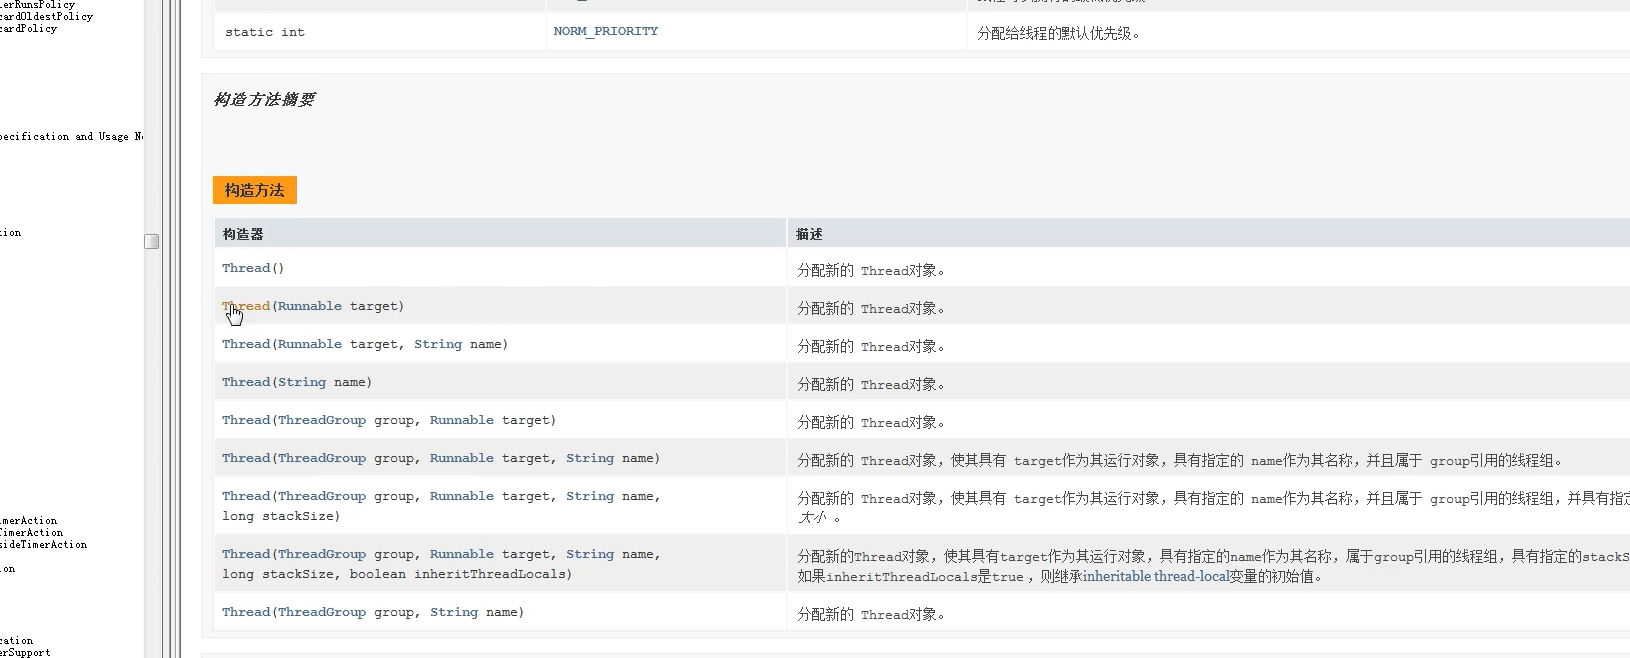 cardOldestPolicy
static int NORM_PRIORITY 分配给线程的默认优先级。
构造方法摘要
ecification and Usage
构造方法
构造器 描述
Thread() 分配新的 Thread对象。
Thread(Runnable target) 分配新的 Thread对象。
Thread(Runnable target, String name) 分配新的 Thread对象。
Thread(String name) 分配新的 Thread对象。
Thread(ThreadGroup group, Runnable target) 分配新的 Thread对象。
Thread(ThreadGroup group, Runnable target, String name) 分配新的 Thread对象，使其具有 target作为其运行对象，具有指定的 name作为其名称，并且属于 group引用的线程组。
Thread(ThreadGroup group, Runnable target, String name, 分配新的 Thread对象，使其具有 target作为其运行对象，具有指定的 name作为其名称，并且属于 group引用的线程组，并具有指定
long stackSize) 大小 。
Thread(ThreadGroup group, Runnable target, String name, 分配新的Thread对象，使其具有target作为其运行对象，具有指定的name作为其名称，属于group引用的线程组，具有指定的stackS
long stackSize, boolean inheritThreadLocals) 如果inheritThreadLocals是true ，则继承inheritable thread-local变量的初始值。
Thread(ThreadGroup group, String name) 分配新的 Thread对象。
imerAction
TimerAction
sideTimerAction
on
cation
erSupport